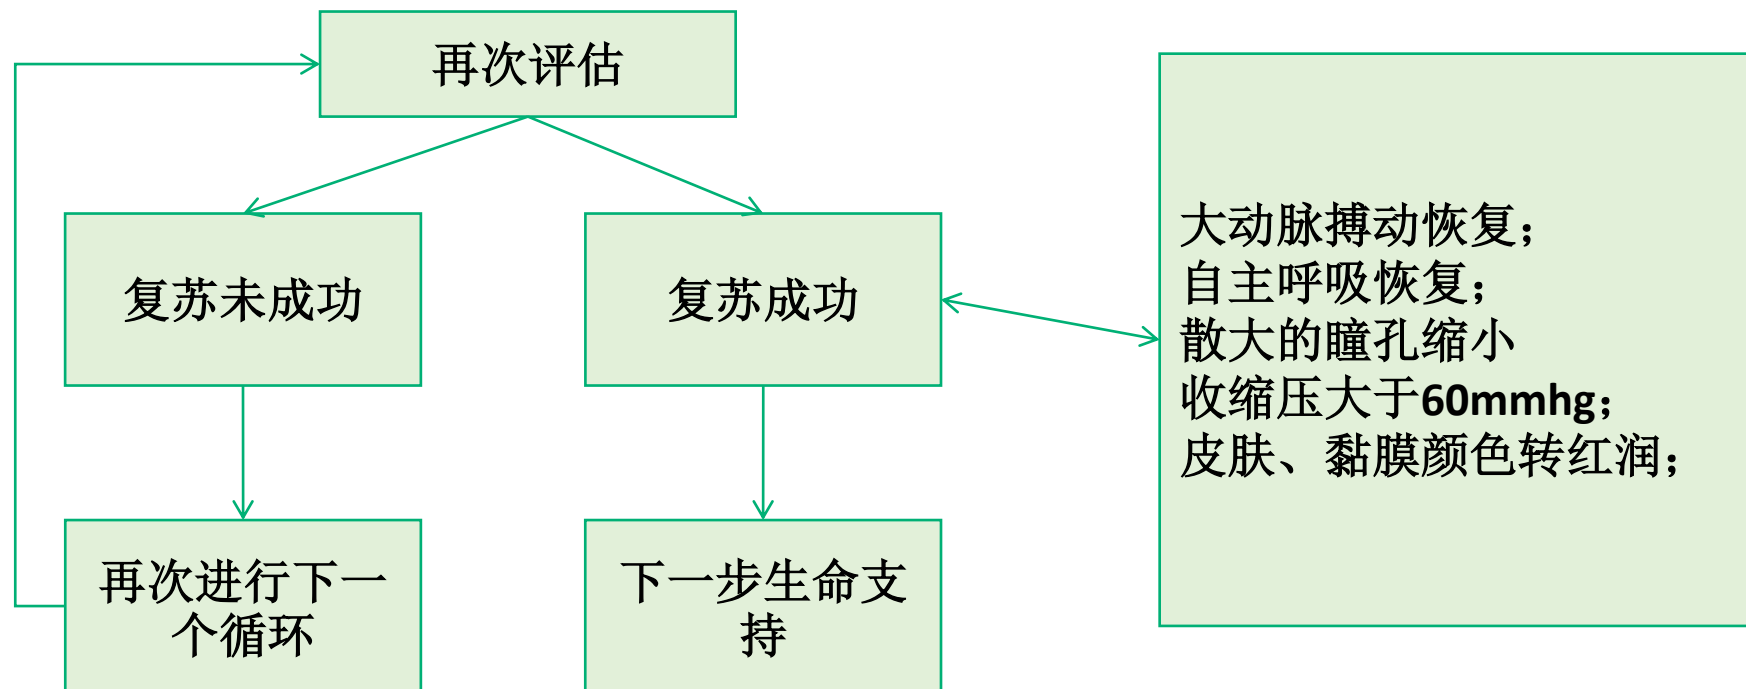 再次评估
复苏未成功
复苏成功
大动脉搏动恢复；
自主呼吸恢复；
散大的瞳孔缩小
收缩压大于60mmhg；
皮肤、黏膜颜色转红润；
再次进行下一
个循环
下一步生命支
持